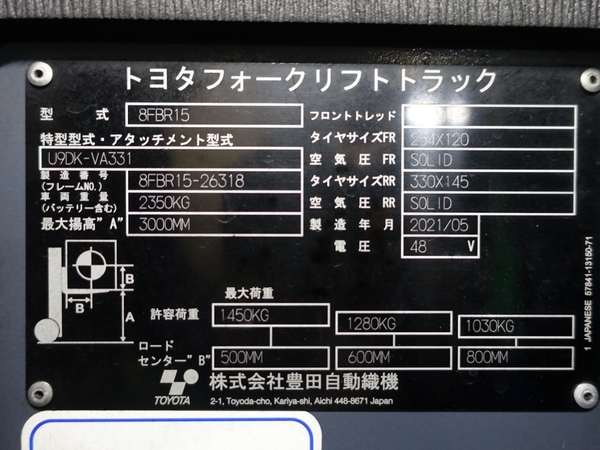 トヨタフォークリフトトラック
型式 8FBR15
フロントトレッド
特型型式・アタッチメント型式
U9DK-VA331
タイヤサイズFR 254X120
空気圧FR SOLID
製造番号(フレームNO.) 8FBR15-26318
タイヤサイズRR 330X145
車両重量(バッテリー含む) 2350KG
空気圧RR SOLID
最大揚高"A" 3000MM
製造年月 2021/05
電圧 48 V
B
B
A
最大荷重
許容荷重 1450KG 1280KG 1030KG
ロードセンター"B" 500MM 600MM 800MM
TOYOTA
株式会社豊田自動織機
2-1, Toyoda-cho, Kariya-shi, Aichi 448-8671 Japan
1 JAPANESE 57841-13150-71